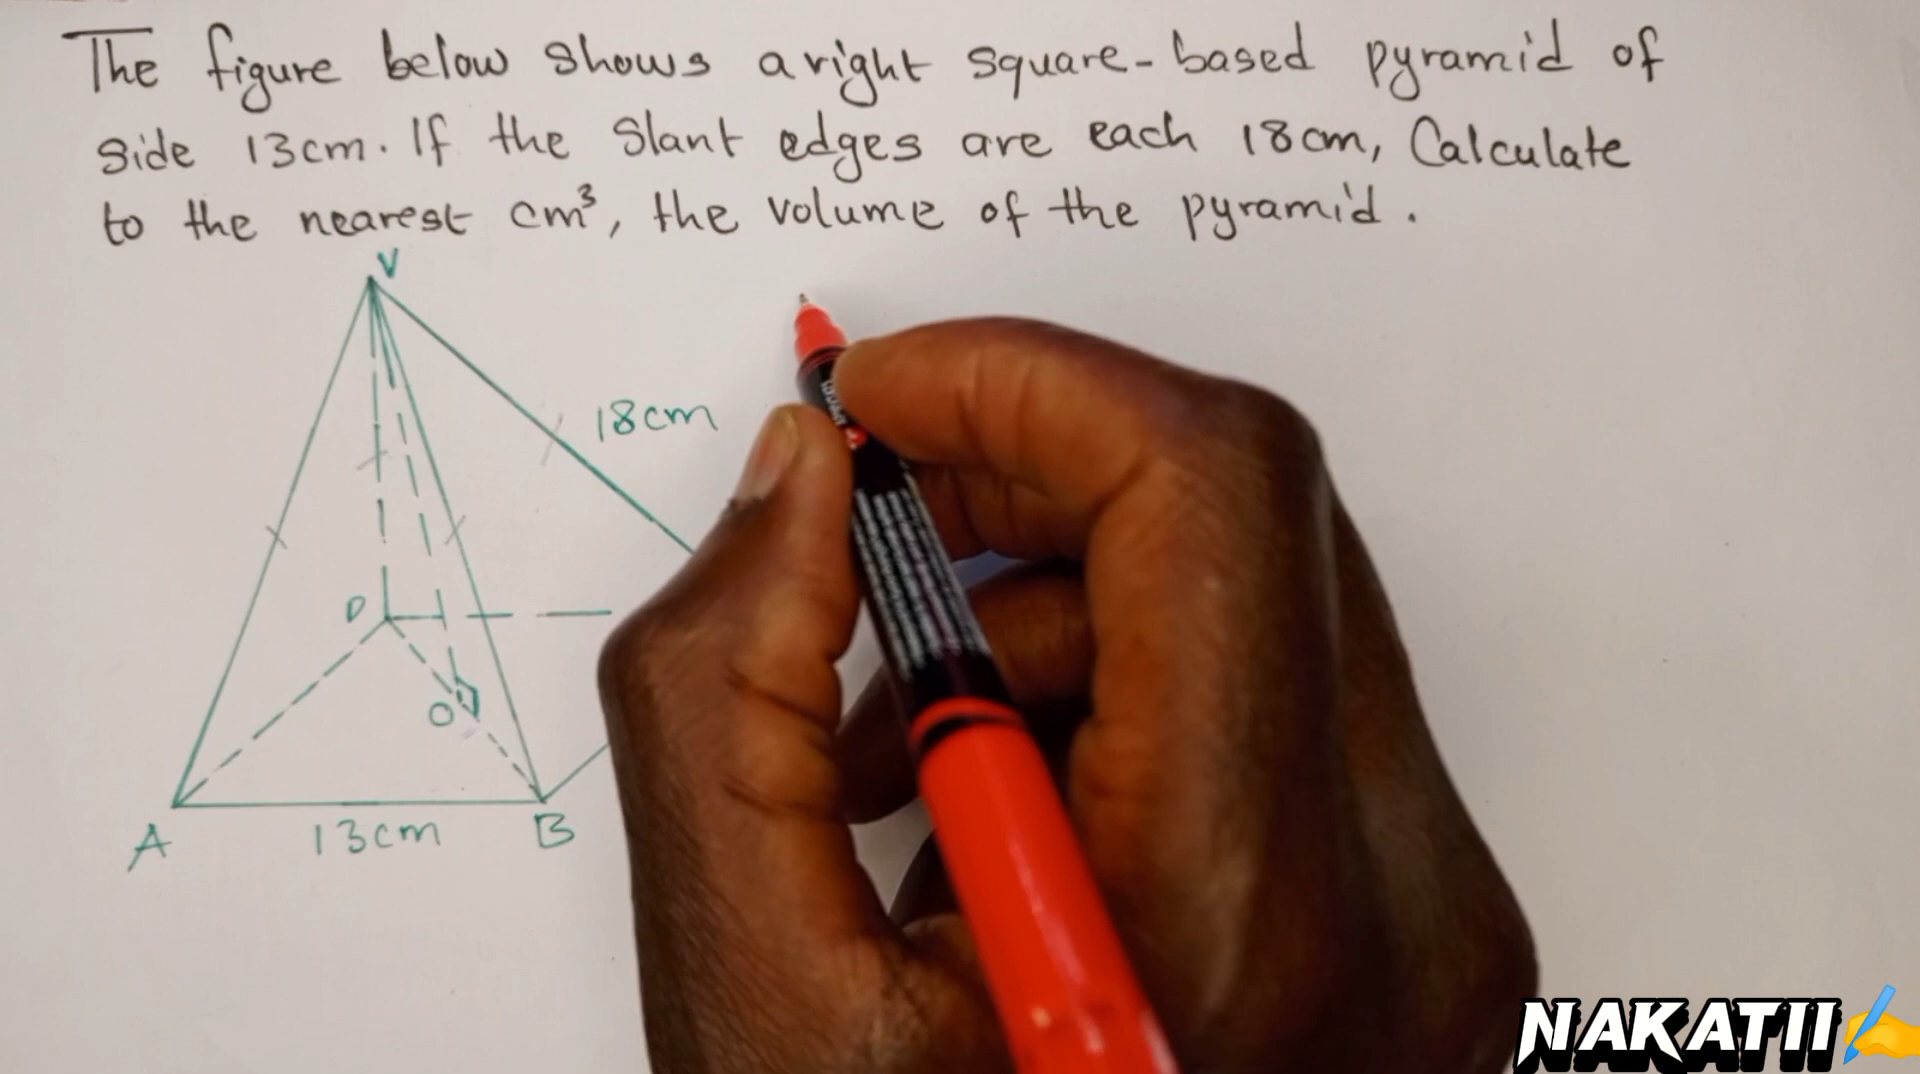 The figure below shows a right square-based pyramid of
side 13cm. If the slant edges are each 18cm, Calculate
to the nearest cm³, the volume of the pyramid.
V
18cm
D
O
A 13cm B
NAKATII